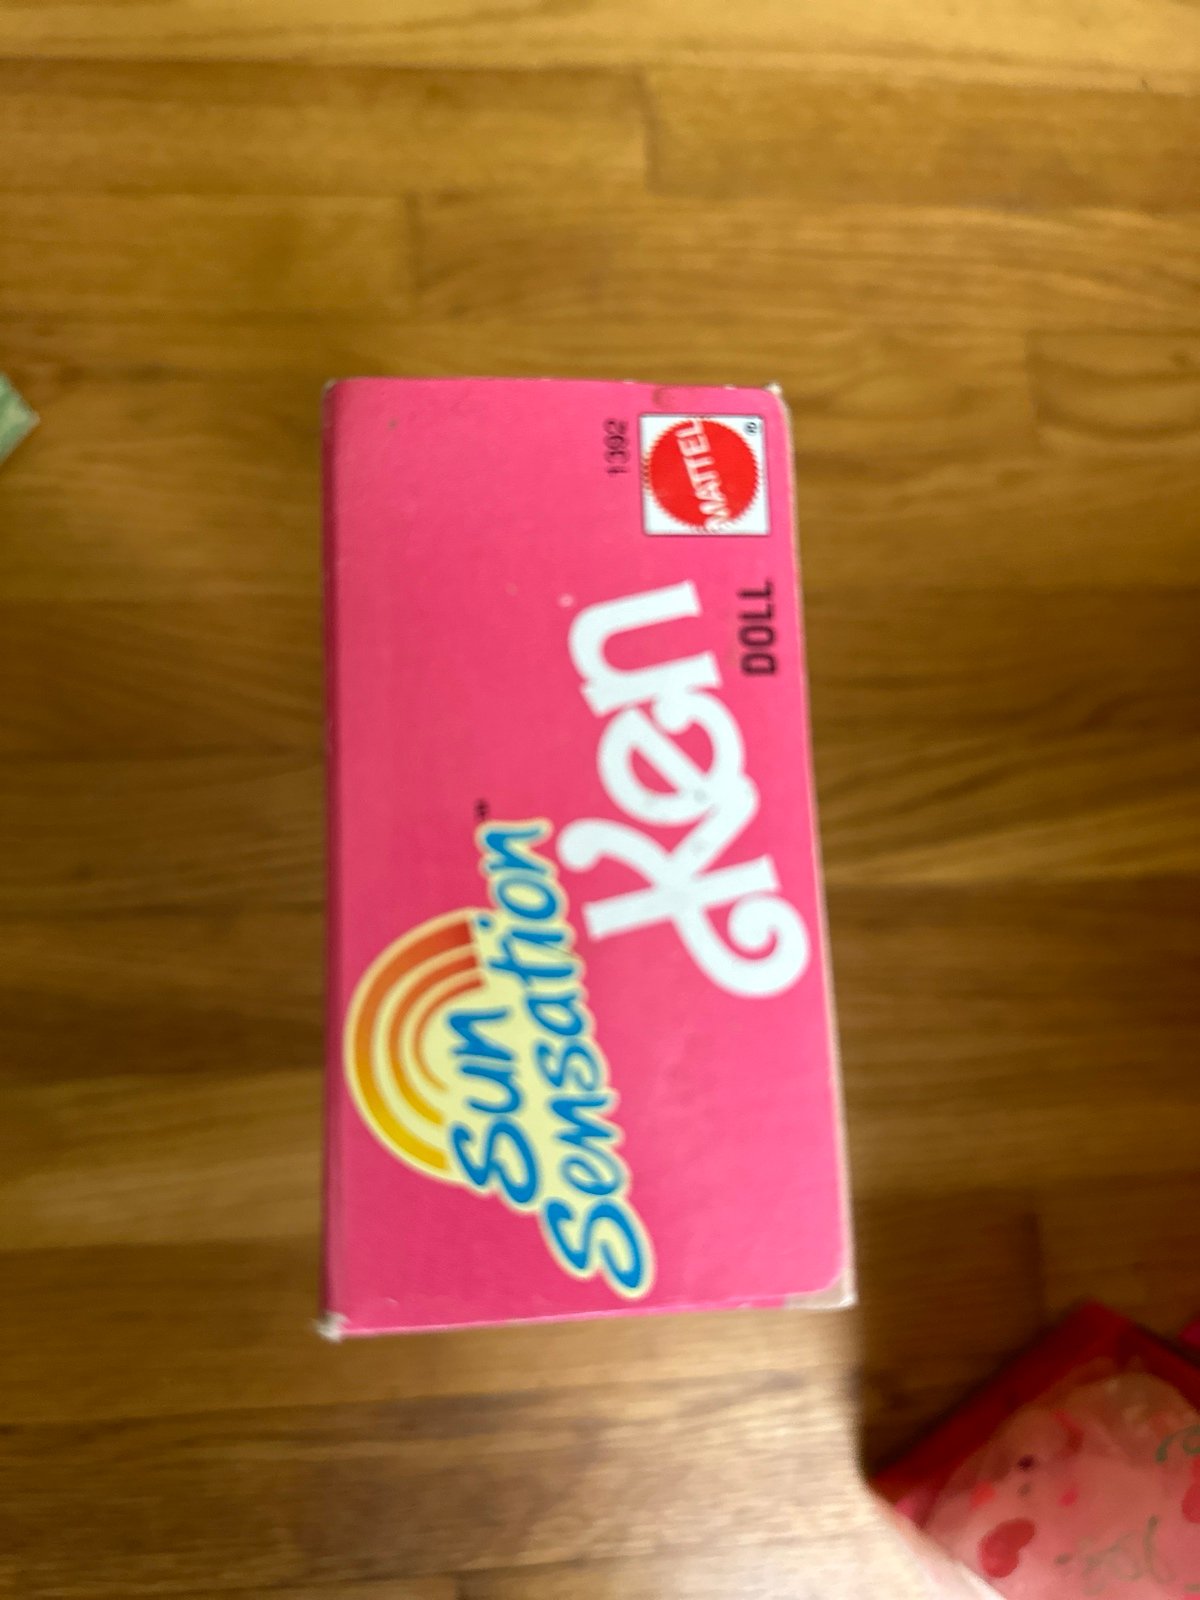 Sun
Sensation™
Ken
DOLL
1392
MATTEL
®